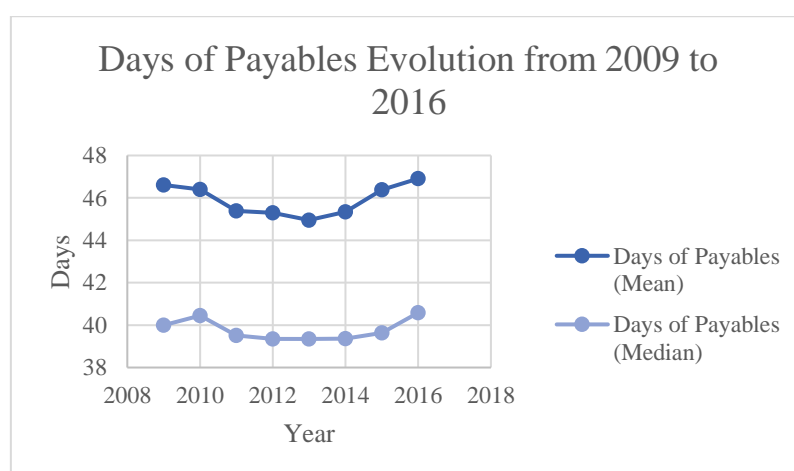 Days of Payables Evolution from 2009 to
2016
48
46
44
42
40
38
Days
2008 2010 2012 2014 2016 2018
Year
Days of Payables
(Mean)
Days of Payables
(Median)